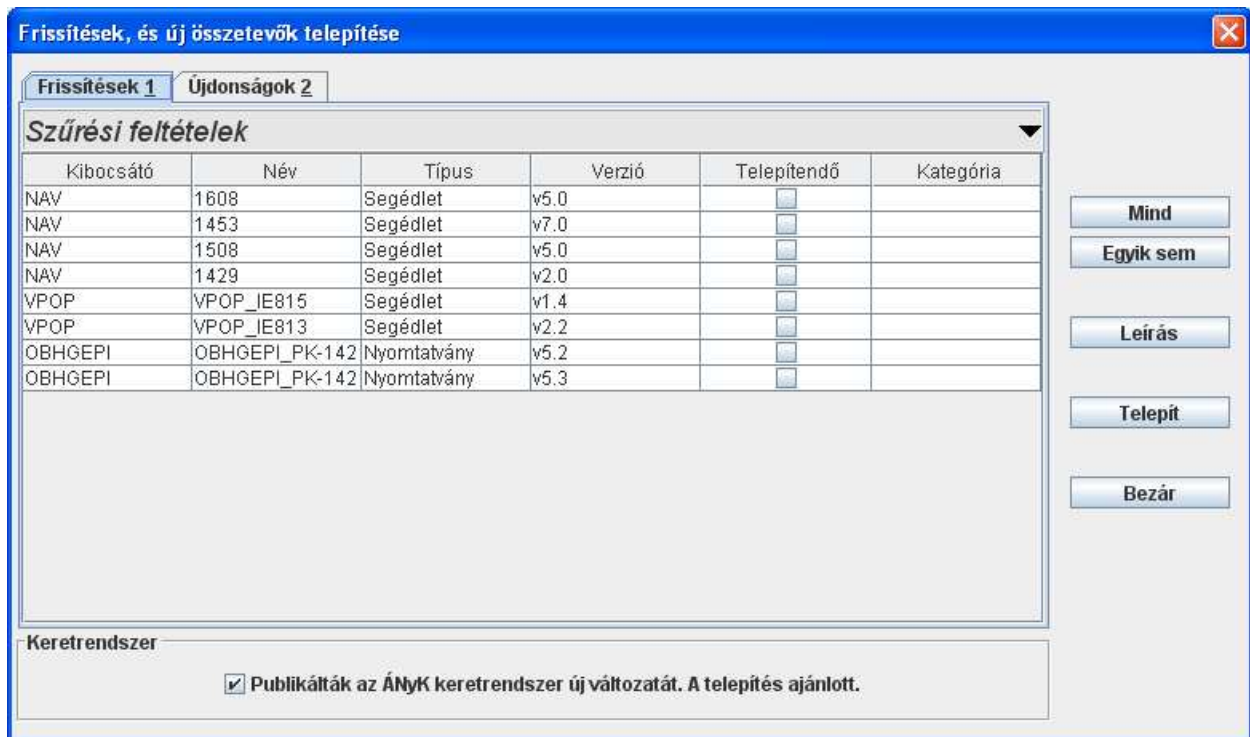 Frissítések, és új összetevők telepítése
Frissítések 1 Újdonságok 2
Szűrési feltételek
Kibocsátó Név Típus Verzió Telepítendő Kategória
NAV 1608 Segédlet v5.0
NAV 1453 Segédlet v7.0
NAV 1508 Segédlet v5.0
NAV 1429 Segédlet v2.0
VPOP VPOP_IE815 Segédlet v1.4
VPOP VPOP_IE813 Segédlet v2.2
OBHGEPI OBHGEPI_PK-142 Nyomtatvány v5.2
OBHGEPI OBHGEPI_PK-142 Nyomtatvány v5.3
Mind
Egyik sem
Leírás
Telepít
Bezár
Keretrendszer
Publikálták az ÁNyK keretrendszer új változatát. A telepítés ajánlott.